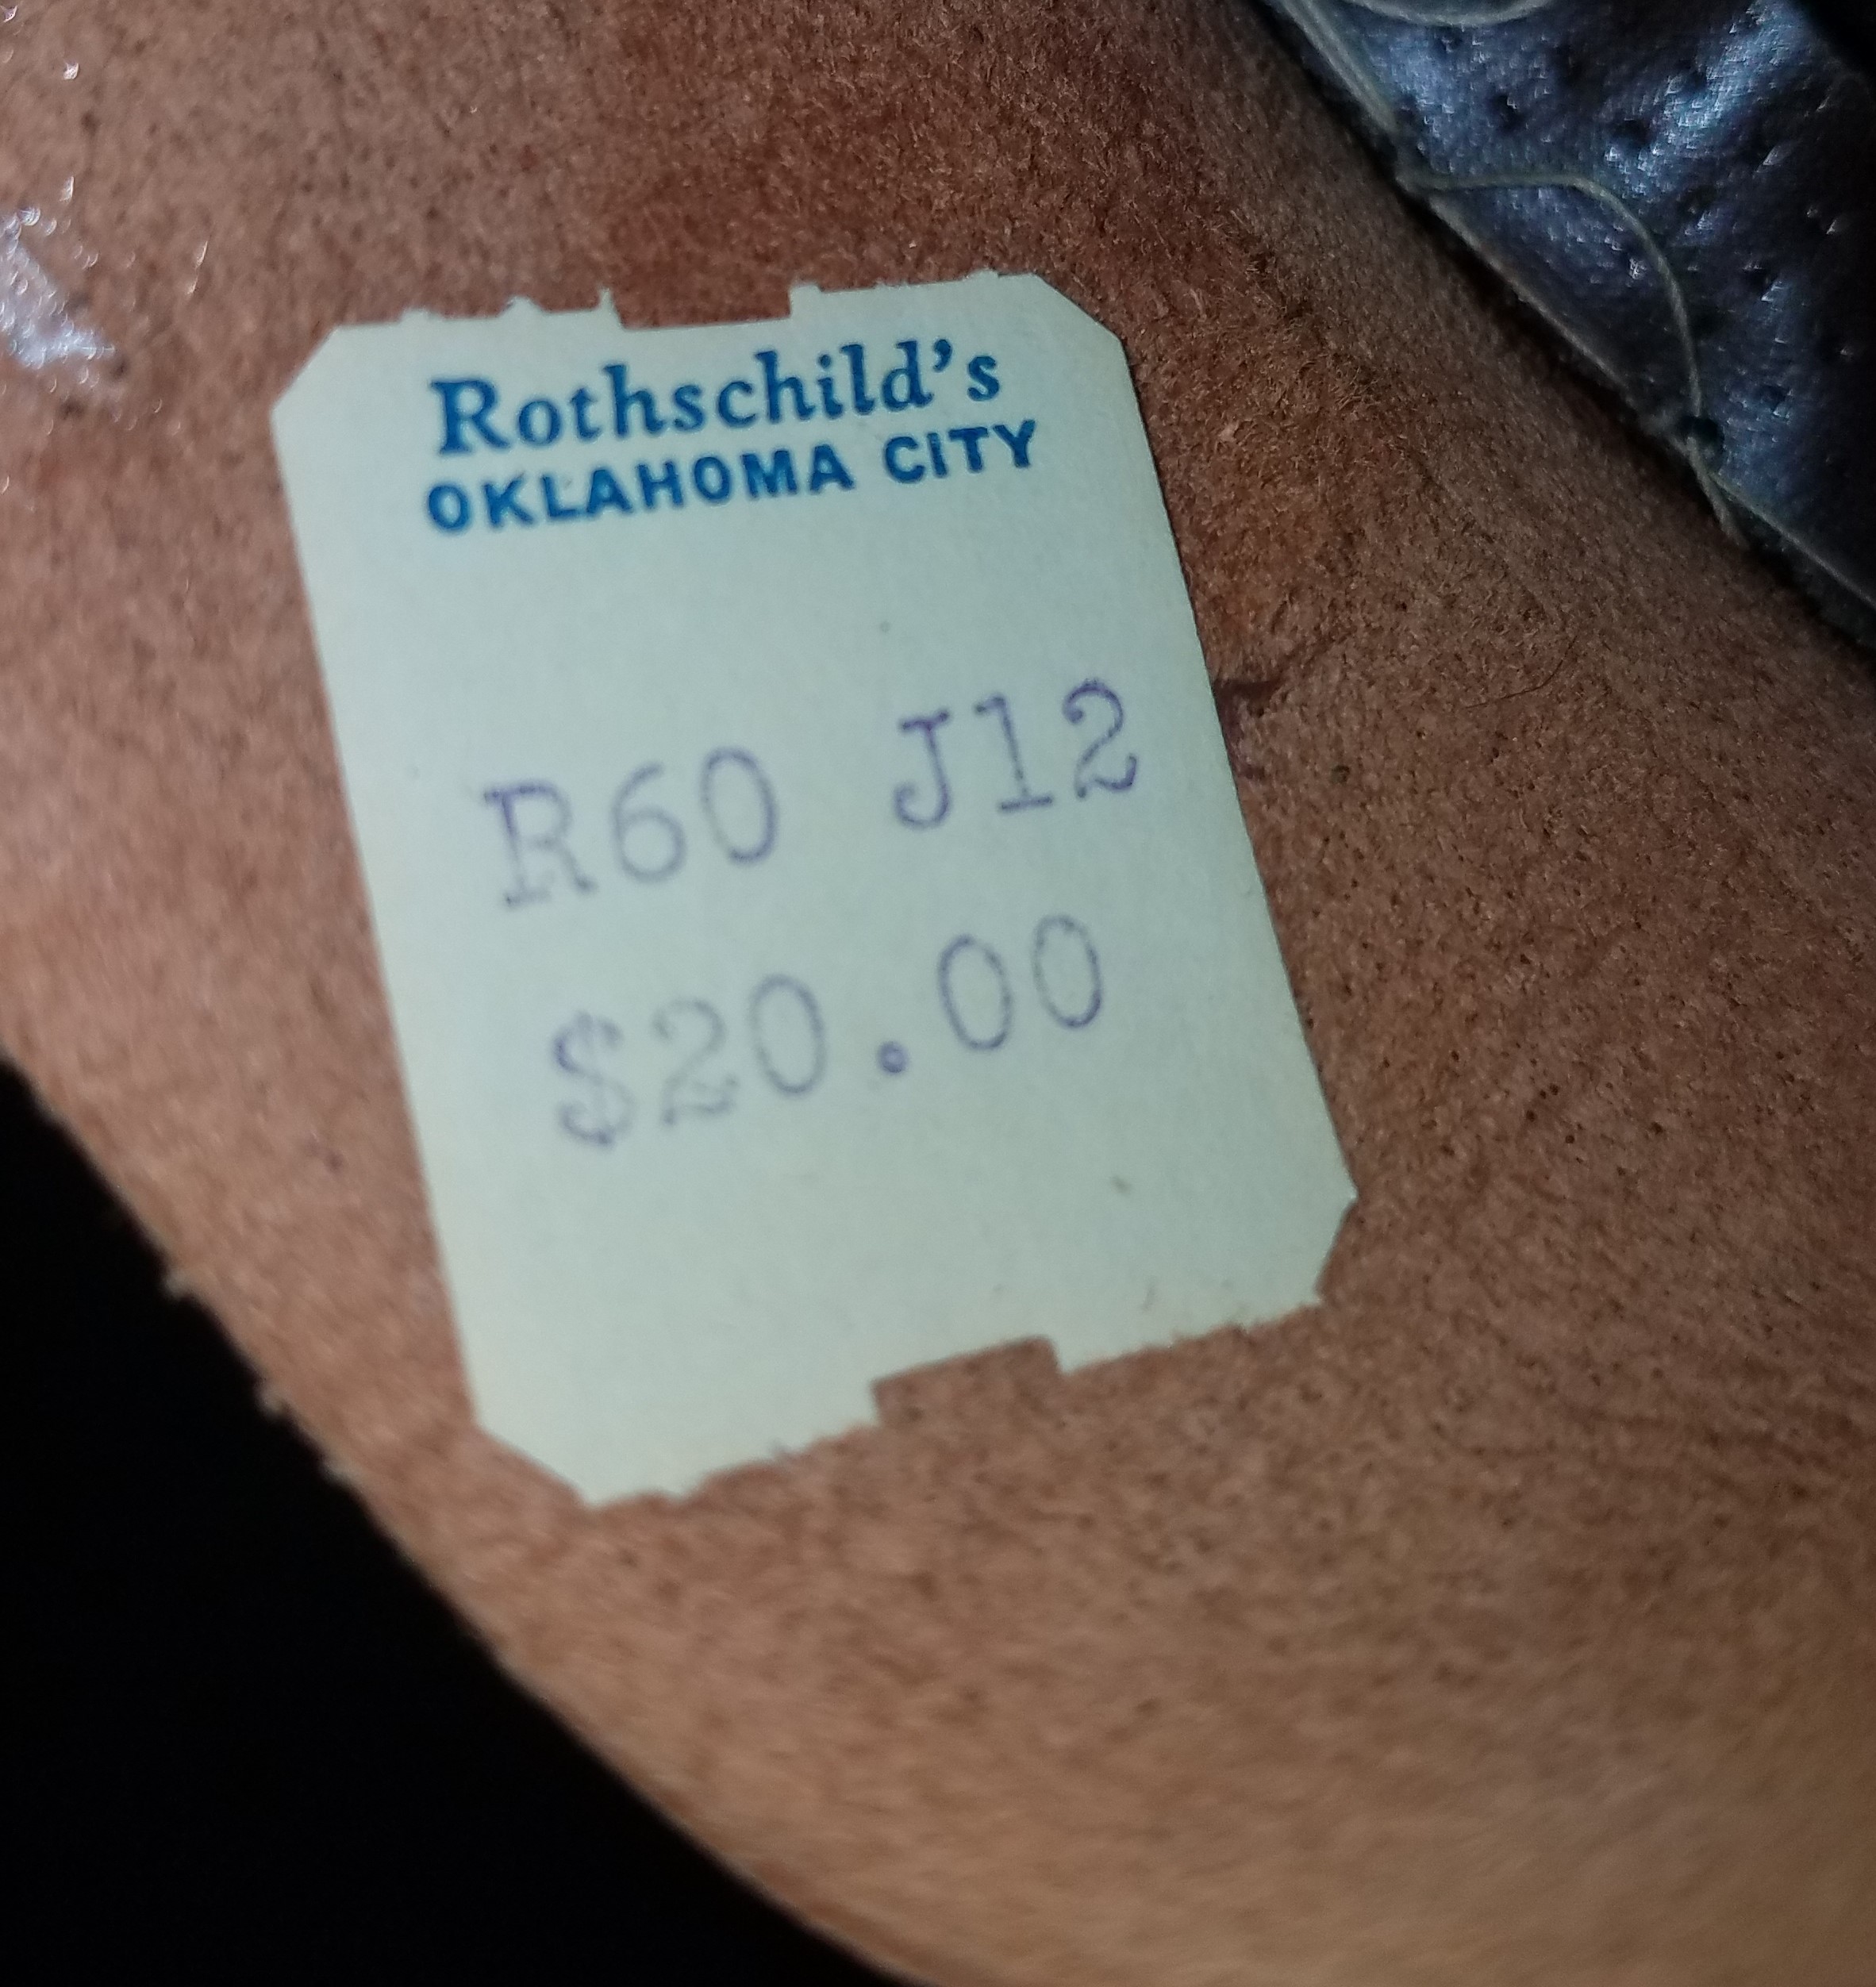 Rothschild's
OKLAHOMA CITY
R60 J12
$20.00